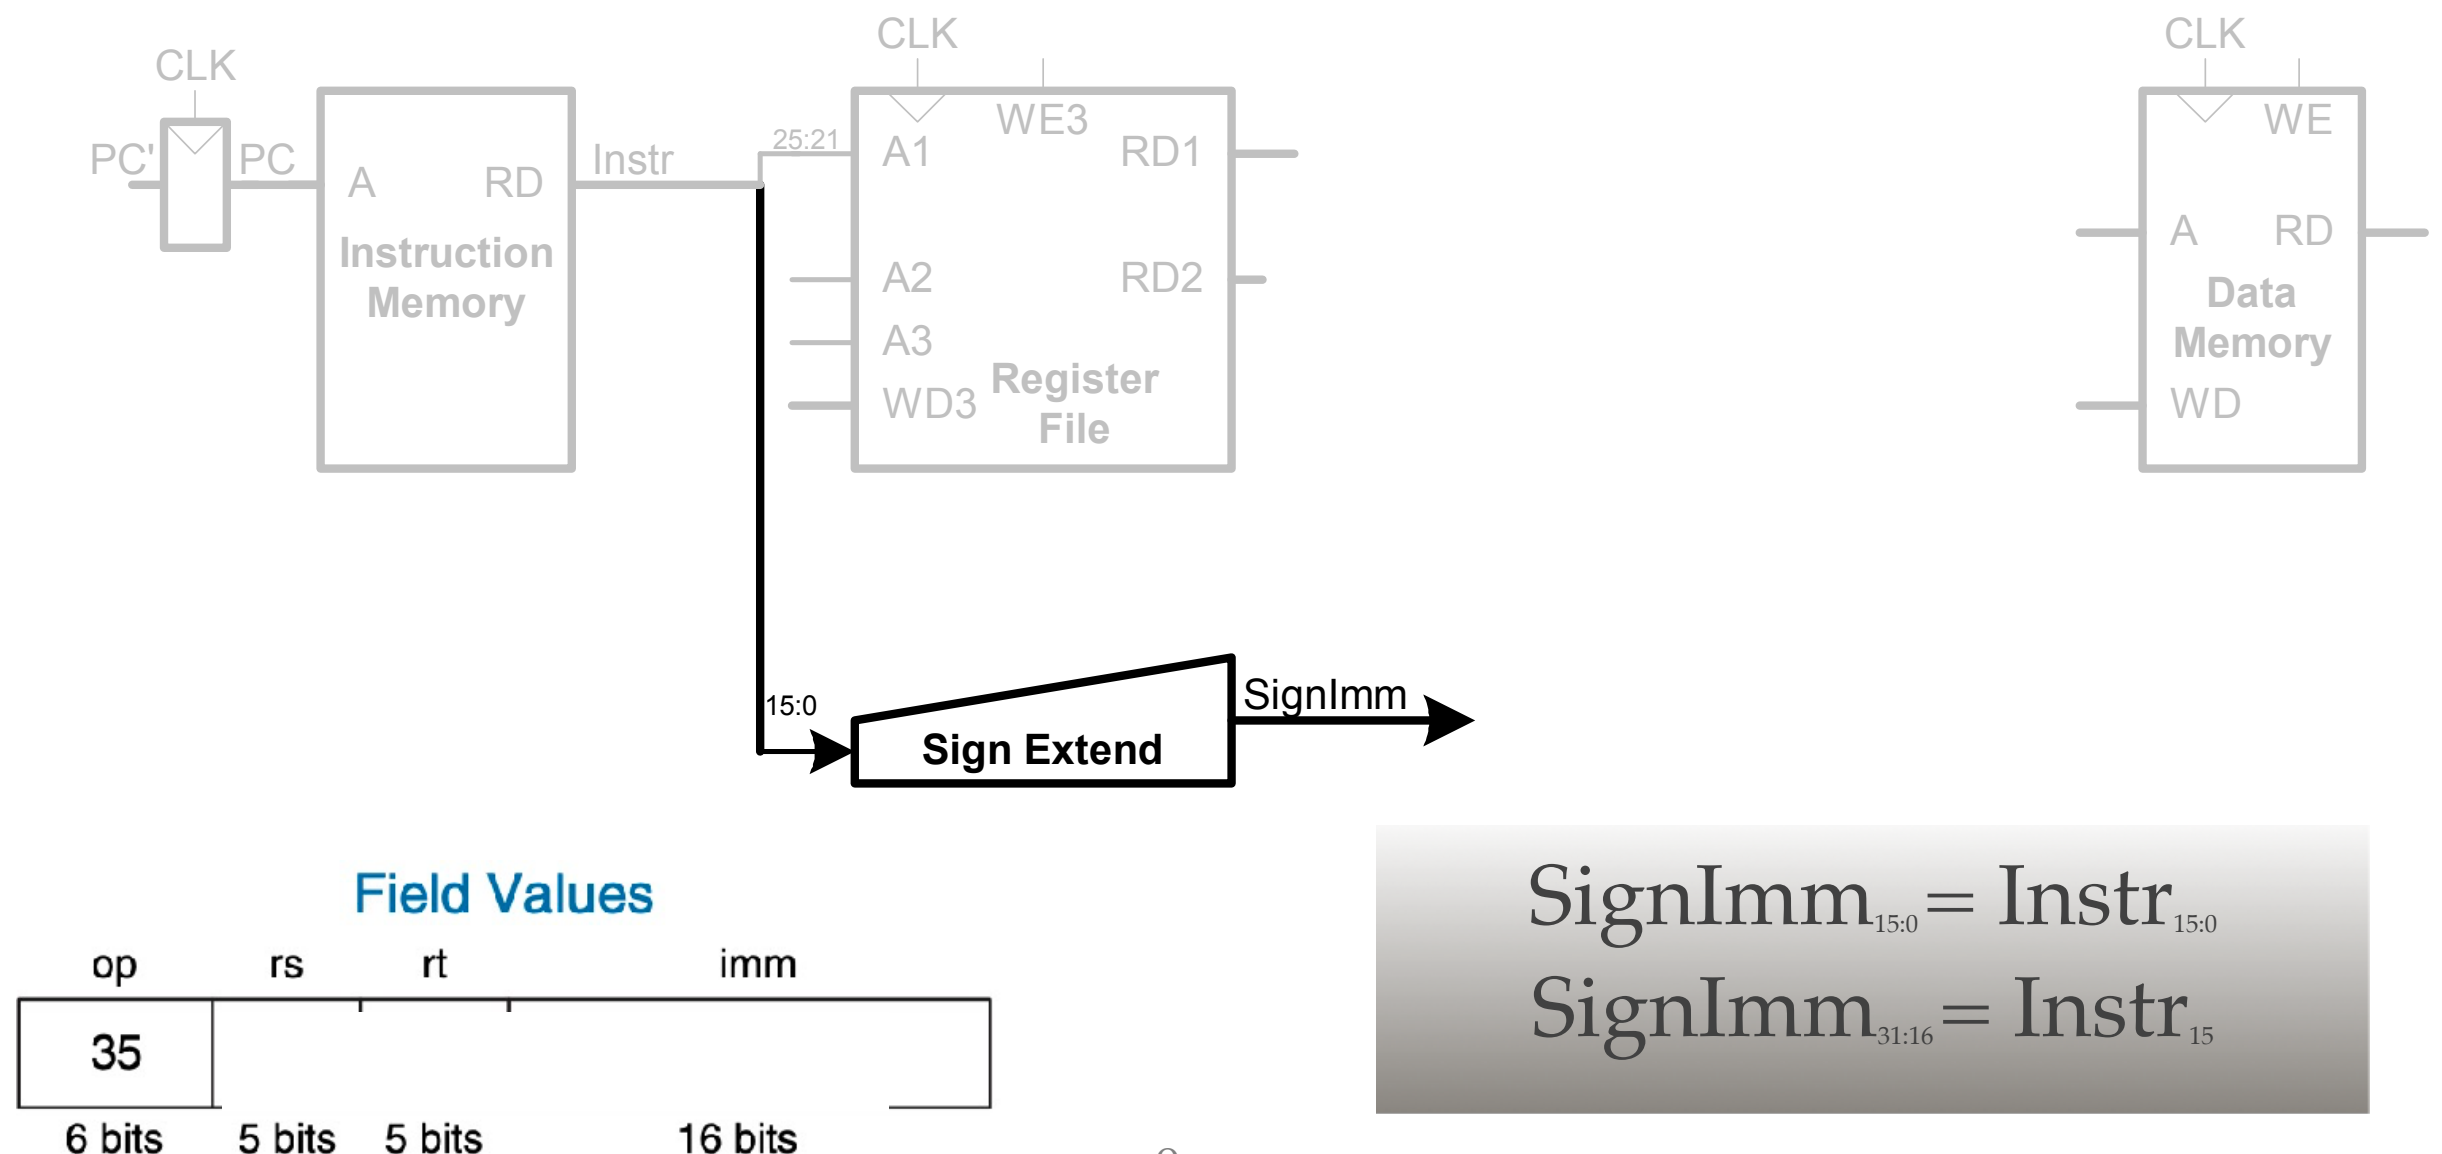 CLK
CLK
CLK
PC'
PC
A
RD
Instruction
Memory
Instr
25:21
A1
WE3
RD1
A2
RD2
A3
WD3
Register
File
WE
A
RD
Data
Memory
WD
15:0
Sign Extend
SignImm
Field Values
op rs rt imm
35
6 bits 5 bits 5 bits 16 bits
SignImm15:0 = Instr15:0
SignImm31:16 = Instr15